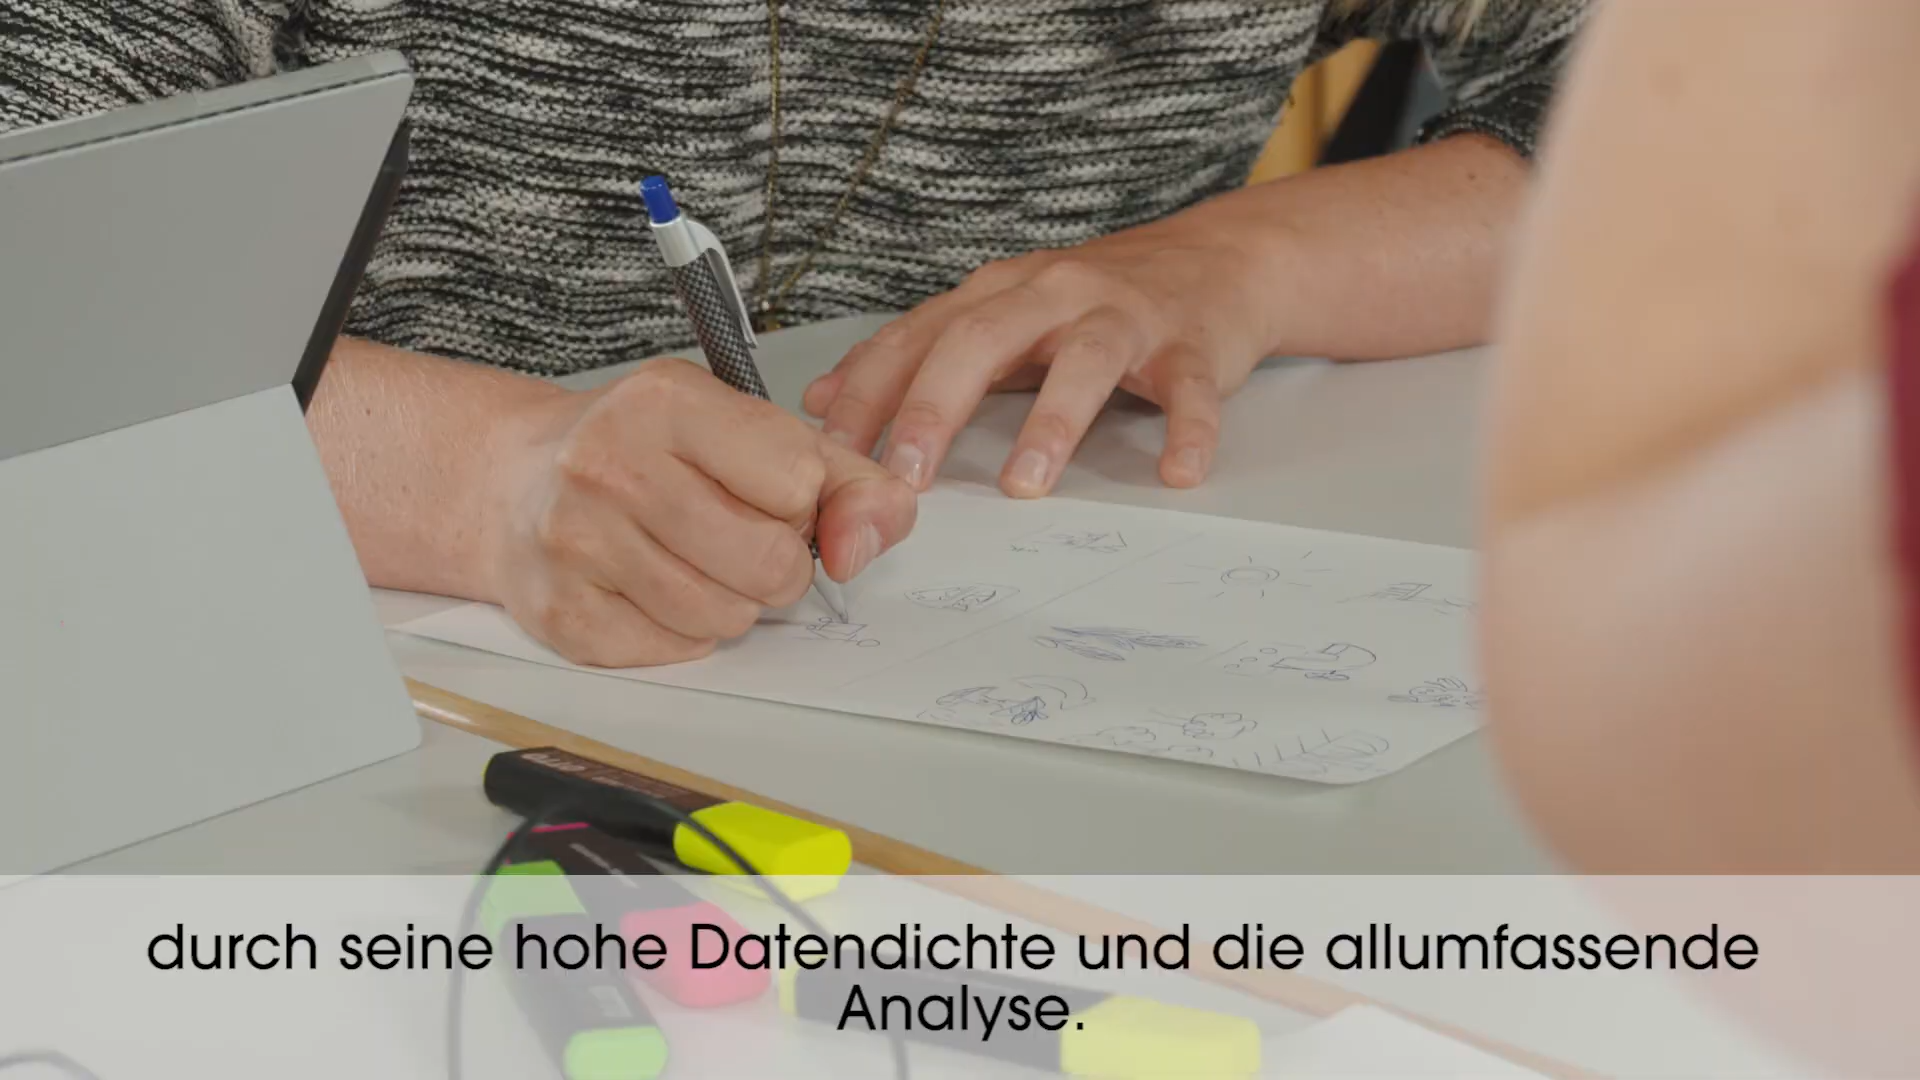 durch seine hohe Datendichte und die allumfassende
Analyse.